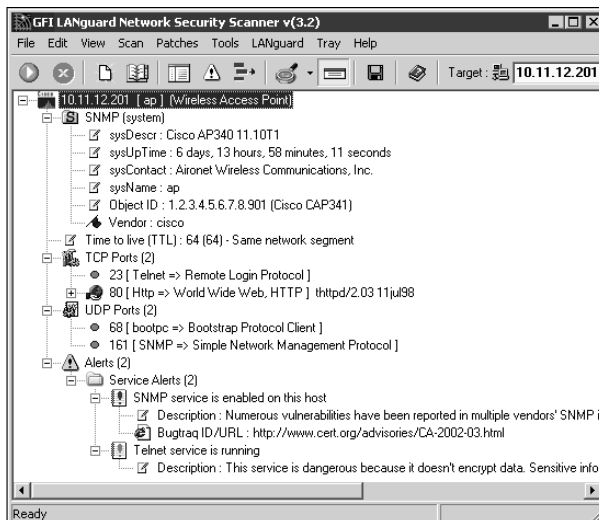 GFI LANguard Network Security Scanner v(3.2)
File Edit View Scan Patches Tools LANguard Tray Help
Target : 10.11.12.201
10.11.12.201 [ ap ] (Wireless Access Point)
SNMP (system)
sysDescr : Cisco AP340 11.10T1
sysUpTime : 6 days, 13 hours, 58 minutes, 11 seconds
sysContact : Aironet Wireless Communications, Inc.
sysName : ap
Object ID : 1.2.3.4.5.6.7.8.901 (Cisco CAP341)
Vendor : cisco
Time to live (TTL) : 64 (64) - Same network segment
TCP Ports (2)
23 [ Telnet => Remote Login Protocol ]
80 [ Http => World Wide Web, HTTP ] thttpd/2.03 11jul98
UDP Ports (2)
68 [ bootpc => Bootstrap Protocol Client ]
161 [ SNMP => Simple Network Management Protocol ]
Alerts (2)
Service Alerts (2)
SNMP service is enabled on this host
Description : Numerous vulnerabilities have been reported in multiple vendors' SNMP i
Bugtraq ID/URL : http://www.cert.org/advisories/CA-2002-03.html
Telnet service is running
Description : This service is dangerous because it doesn't encrypt data. Sensitive info
Ready